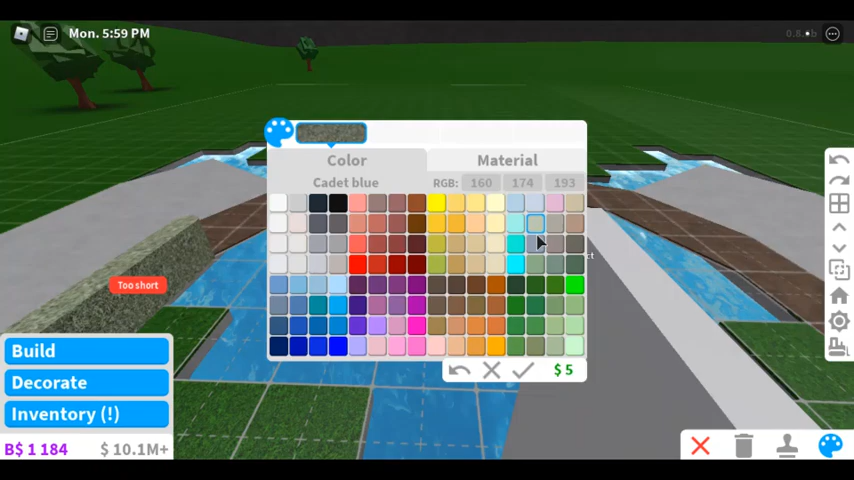 Mon. 5:59 PM
Color
Material
Cadet blue
RGB: 160 174 193
Too short
Build
Decorate
Inventory (!)
$ 5
B$ 1 184
$ 10.1M+